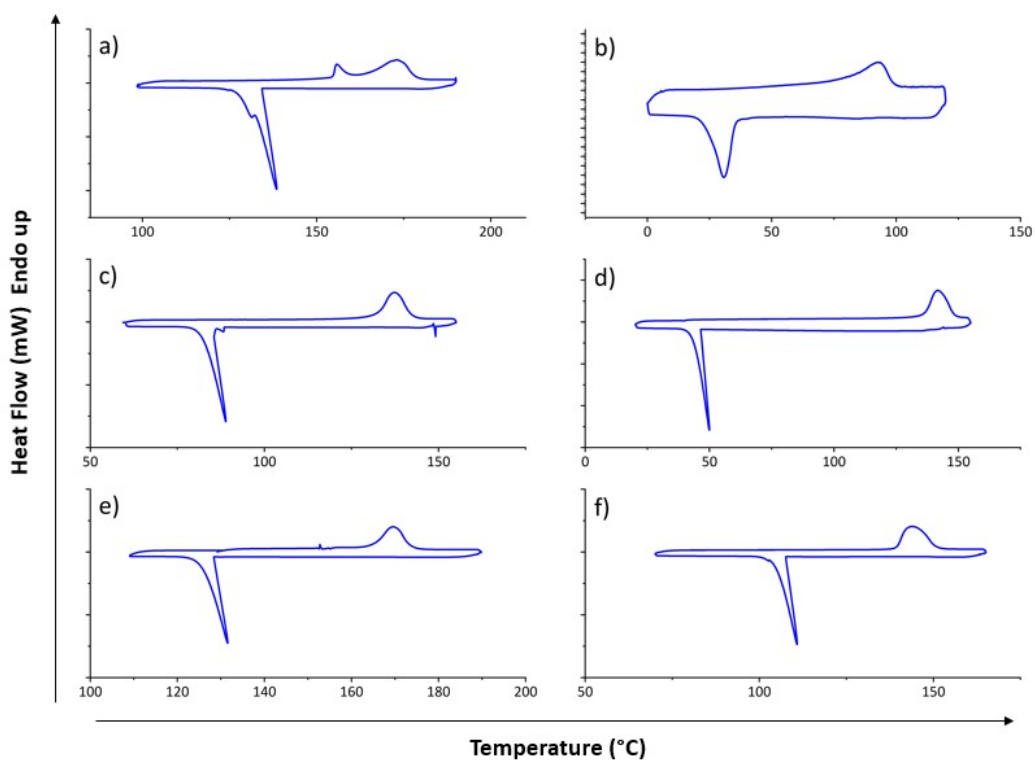 Heat Flow (mW) Endo up
a)
100 150 200
b)
0 50 100 150
c)
50 100 150
d)
0 50 100 150
e)
100 120 140 160 180 200
f)
50 100 150
Temperature (°C)